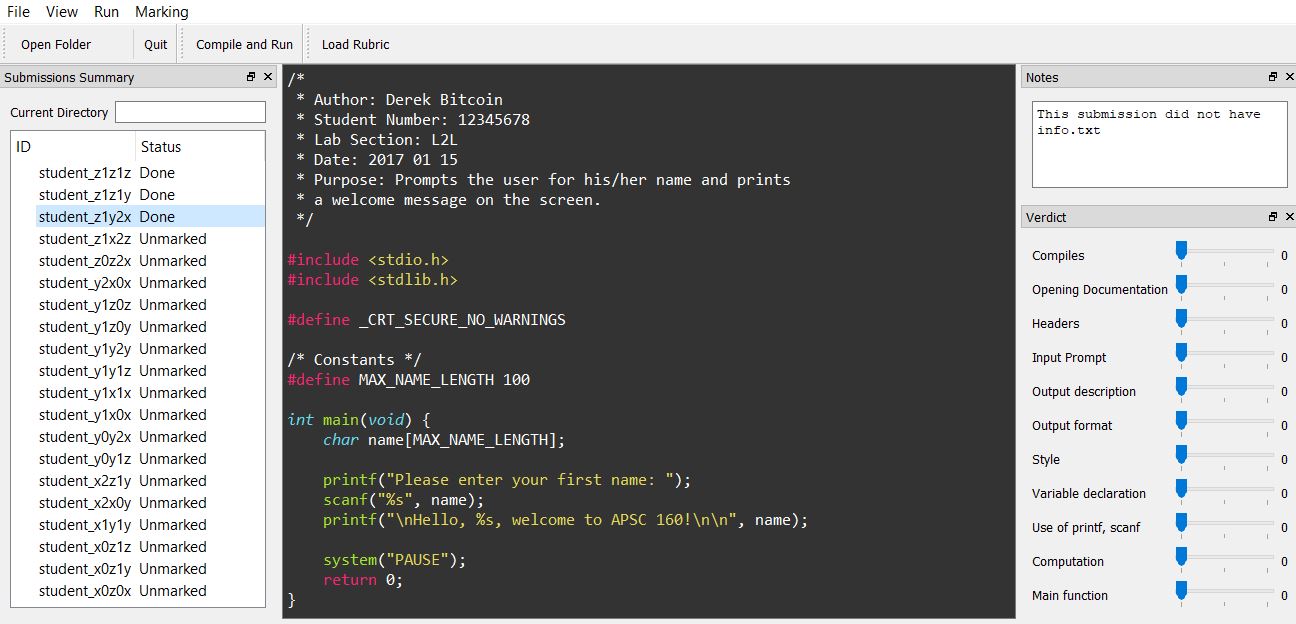 File View Run Marking
Open Folder Quit Compile and Run Load Rubric
Submissions Summary
Current Directory
ID Status
student_z1z1z Done
student_z1z1y Done
student_z1y2x Done
student_z1x2z Unmarked
student_z0z2x Unmarked
student_y2x0x Unmarked
student_y1z0z Unmarked
student_y1z0y Unmarked
student_y1y2y Unmarked
student_y1y1z Unmarked
student_y1x1x Unmarked
student_y1x0x Unmarked
student_y0y2x Unmarked
student_y0y1z Unmarked
student_x2z1y Unmarked
student_x2x0y Unmarked
student_x1y1y Unmarked
student_x0z1z Unmarked
student_x0z1y Unmarked
student_x0z0x Unmarked
/*
 * Author: Derek Bitcoin
 * Student Number: 12345678
 * Lab Section: L2L
 * Date: 2017 01 15
 * Purpose: Prompts the user for his/her name and prints
 * a welcome message on the screen.
 */
#include <stdio.h>
#include <stdlib.h>
#define _CRT_SECURE_NO_WARNINGS
/* Constants */
#define MAX_NAME_LENGTH 100
int main(void) {
    char name[MAX_NAME_LENGTH];
    printf("Please enter your first name: ");
    scanf("%s", name);
    printf("\nHello, %s, welcome to APSC 160!\n\n", name);
    system("PAUSE");
    return 0;
}
Notes
This submission did not have
info.txt
Verdict
Compiles 0
Opening Documentation 0
Headers 0
Input Prompt 0
Output description 0
Output format 0
Style 0
Variable declaration 0
Use of printf, scanf 0
Computation 0
Main function 0